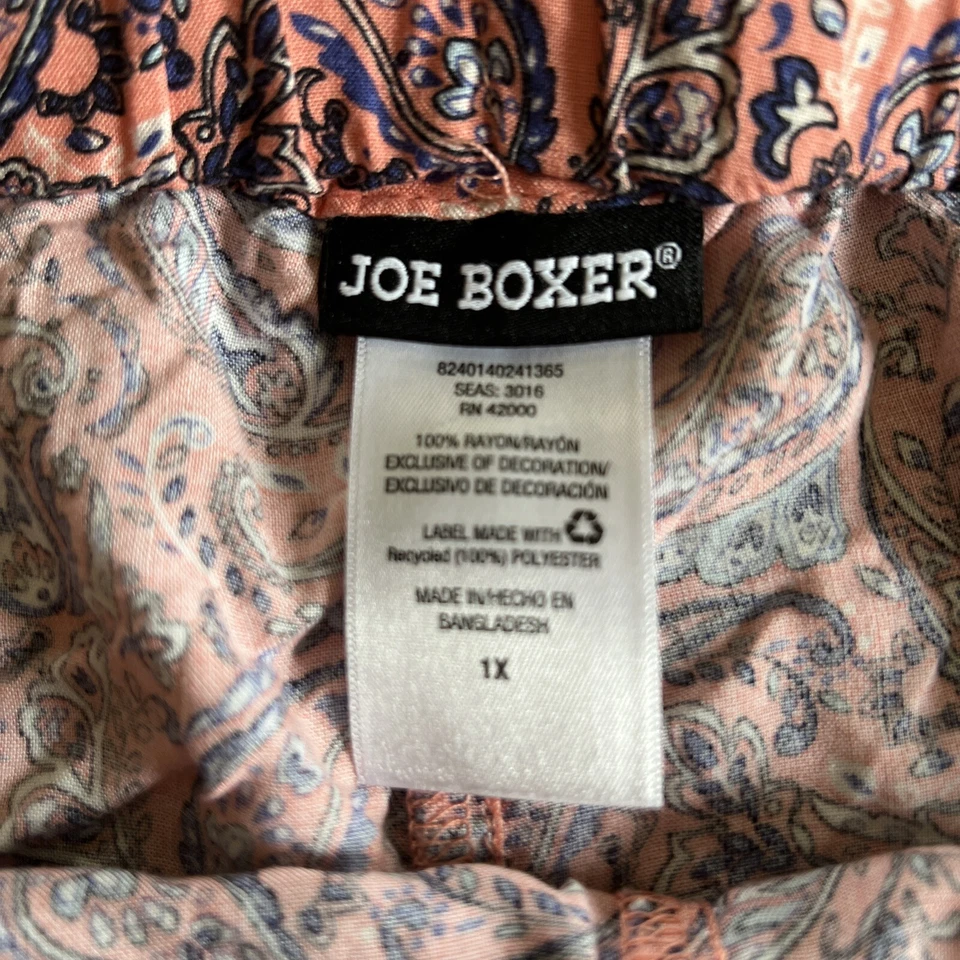 JOE BOXER®
8240140241365
SEAS: 3016
RN 42000
100% RAYON/RAYÓN
EXCLUSIVE OF DECORATION/
EXCLUSIVO DE DECORACIÓN
LABEL MADE WITH
Recycled (100%) POLYESTER
MADE IN/HECHO EN
BANGLADESH
1X